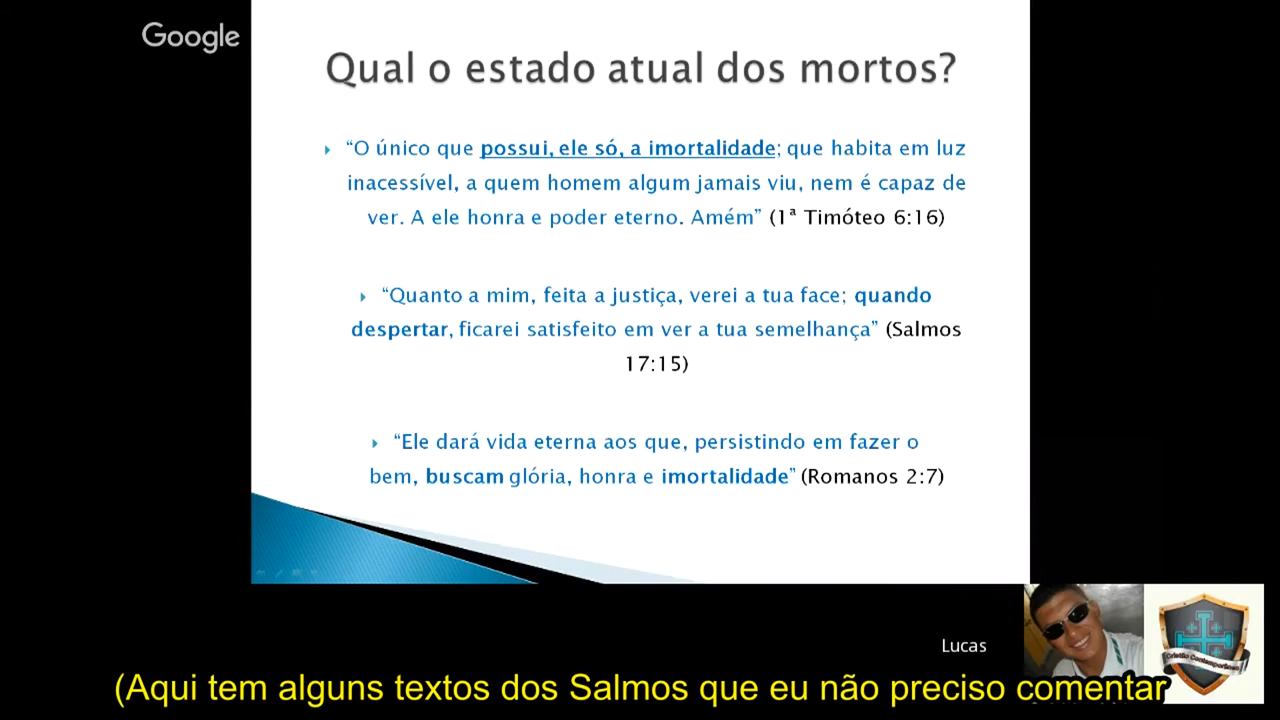 Google
Qual o estado atual dos mortos?
“O único que possui, ele só, a imortalidade; que habita em luz
inacessível, a quem homem algum jamais viu, nem é capaz de
ver. A ele honra e poder eterno. Amém” (1ª Timóteo 6:16)
“Quanto a mim, feita a justiça, verei a tua face; quando
despertar, ficarei satisfeito em ver a tua semelhança” (Salmos
17:15)
“Ele dará vida eterna aos que, persistindo em fazer o
bem, buscam glória, honra e imortalidade” (Romanos 2:7)
Lucas
Cristão Contemporâneo
(Aqui tem alguns textos dos Salmos que eu não preciso comentar